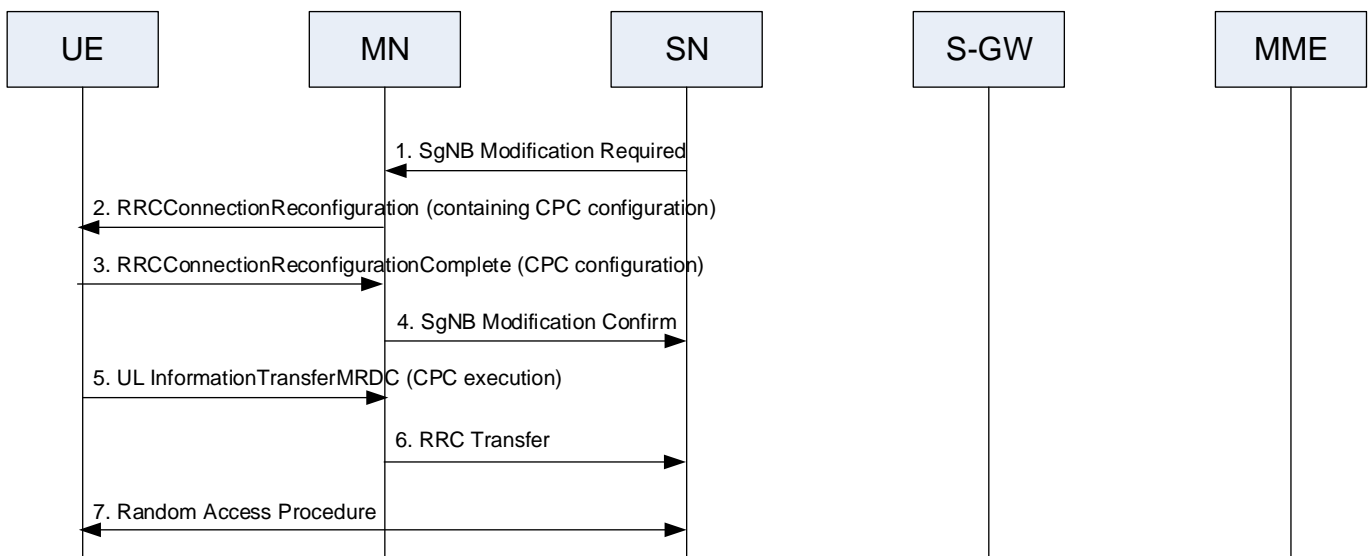 UE
MN
SN
S-GW
MME
1. SgNB Modification Required
2. RRCConnectionReconfiguration (containing CPC configuration)
3. RRCConnectionReconfigurationComplete (CPC configuration)
4. SgNB Modification Confirm
5. UL InformationTransferMRDC (CPC execution)
6. RRC Transfer
7. Random Access Procedure